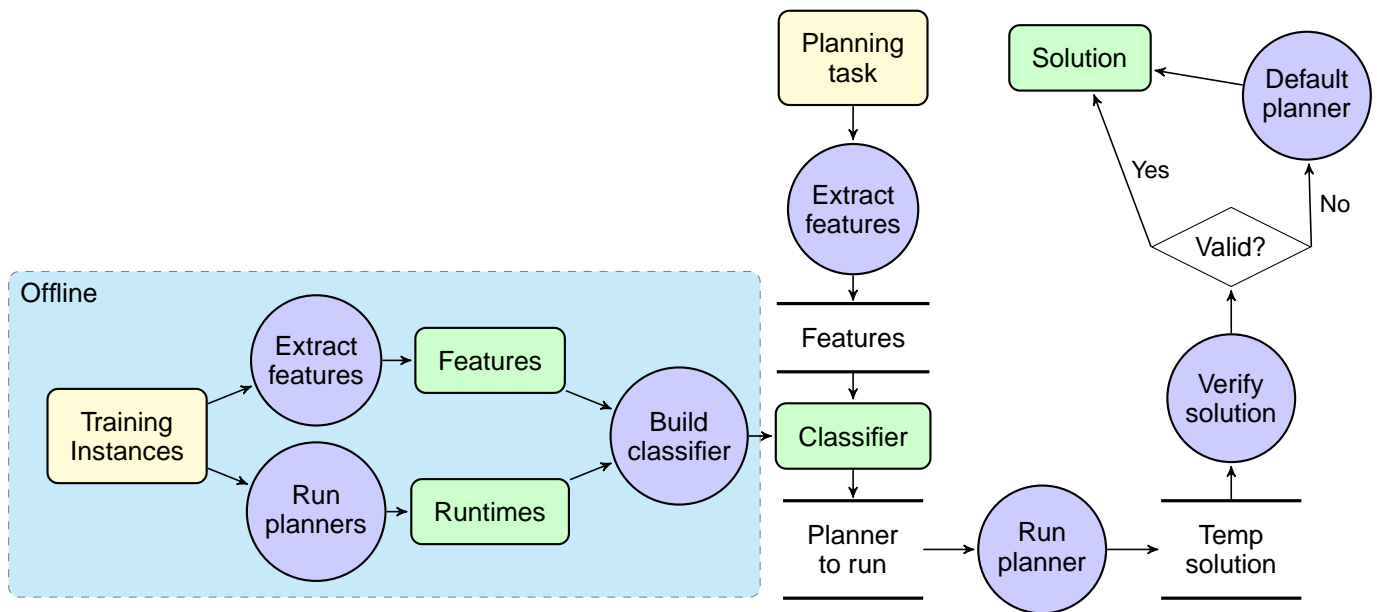 Planning
task
Solution
Default
planner
Extract
features
Yes
No
Valid?
Offline
Extract
features
Features
Features
Training
Instances
Build
classifier
Classifier
Verify
solution
Run
planners
Runtimes
Planner
to run
Run
planner
Temp
solution